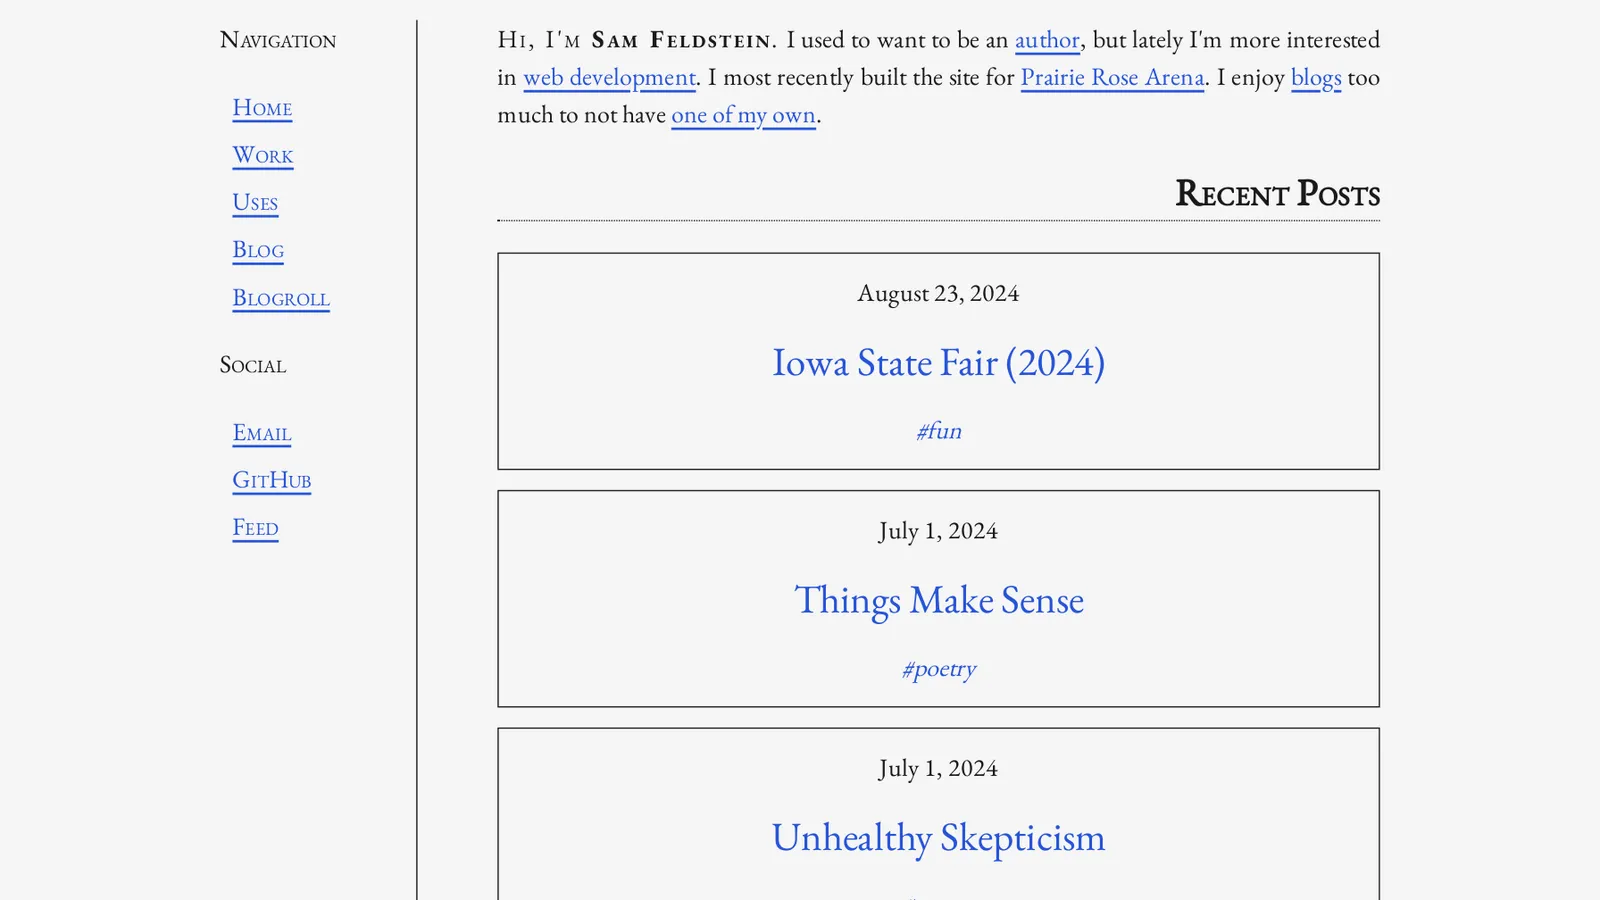 Navigation
Home
Work
Uses
Blog
Blogroll
Social
Email
GitHub
Feed
Hi, I'm Sam Feldstein. I used to want to be an author, but lately I'm more interested
in web development. I most recently built the site for Prairie Rose Arena. I enjoy blogs too
much to not have one of my own.
Recent Posts
August 23, 2024
Iowa State Fair (2024)
#fun
July 1, 2024
Things Make Sense
#poetry
July 1, 2024
Unhealthy Skepticism